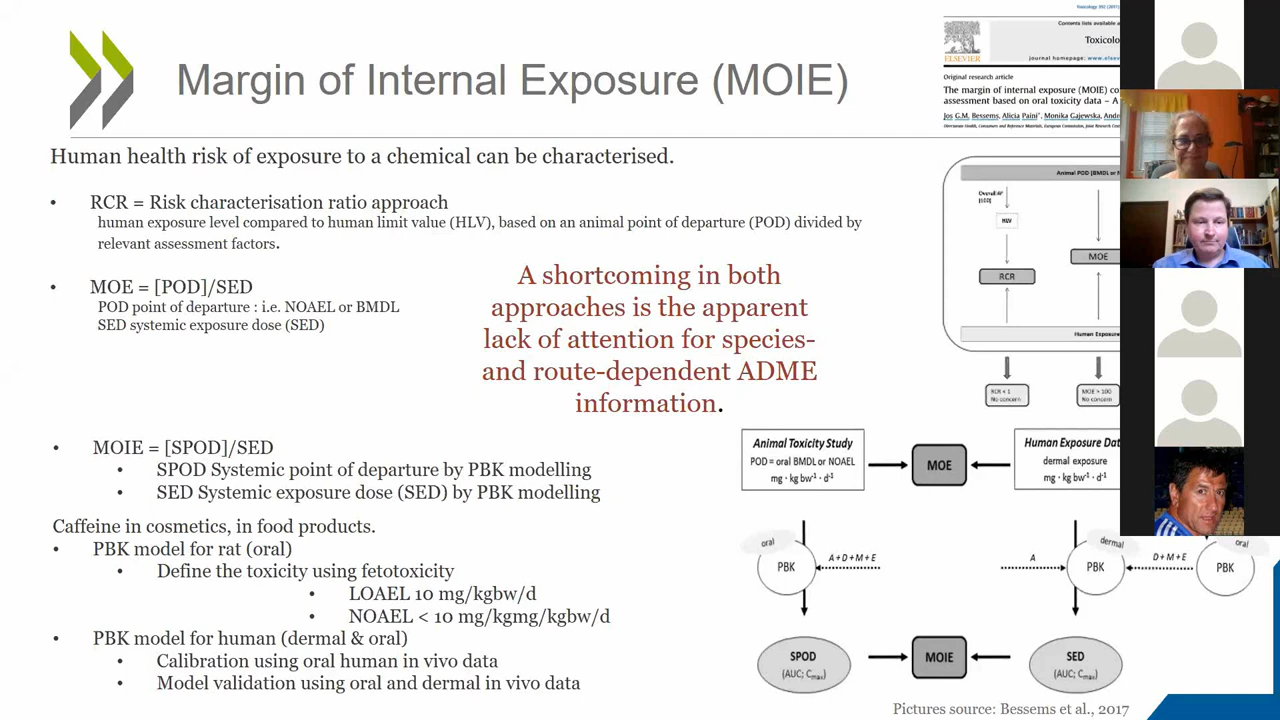 Margin of Internal Exposure (MOIE)
Toxicology 392 (2017)
Contents lists available a
Toxicolo
ELSEVIER
journal homepage: www.e
Original research article
The margin of internal exposure (MOIE) co
assessment based on oral toxicity data – A
Jos G.M. Bessems, Alicia Paini*, Monika Gajewska, And
Human health risk of exposure to a chemical can be characterised.
• RCR = Risk characterisation ratio approach
human exposure level compared to human limit value (HLV), based on an animal point of departure (POD) divided by
relevant assessment factors.
• MOE = [POD]/SED
POD point of departure : i.e. NOAEL or BMDL
SED systemic exposure dose (SED)
A shortcoming in both
approaches is the apparent
lack of attention for species-
and route-dependent ADME
information.
Animal POD (BMDL or N
Overall AF
(100)
HLV
MOE
RCR
Human Exposure
RCR < 1
No concern
MOE > 100
No concern
• MOIE = [SPOD]/SED
• SPOD Systemic point of departure by PBK modelling
• SED Systemic exposure dose (SED) by PBK modelling
Caffeine in cosmetics, in food products.
• PBK model for rat (oral)
• Define the toxicity using fetotoxicity
• LOAEL 10 mg/kgbw/d
• NOAEL < 10 mg/kgmg/kgbw/d
• PBK model for human (dermal & oral)
• Calibration using oral human in vivo data
• Model validation using oral and dermal in vivo data
Animal Toxicity Study
POD = oral BMDL or NOAEL
mg · kg bw⁻¹ · d⁻¹
MOE
Human Exposure Dat
dermal exposure
mg · kg bw⁻¹ · d⁻¹
oral
PBK
A+D+M+E
A
dermal
PBK
D+M+E
oral
PBK
SPOD
(AUC; Cmax)
MOIE
SED
(AUC; Cmax)
Pictures source: Bessems et al., 2017